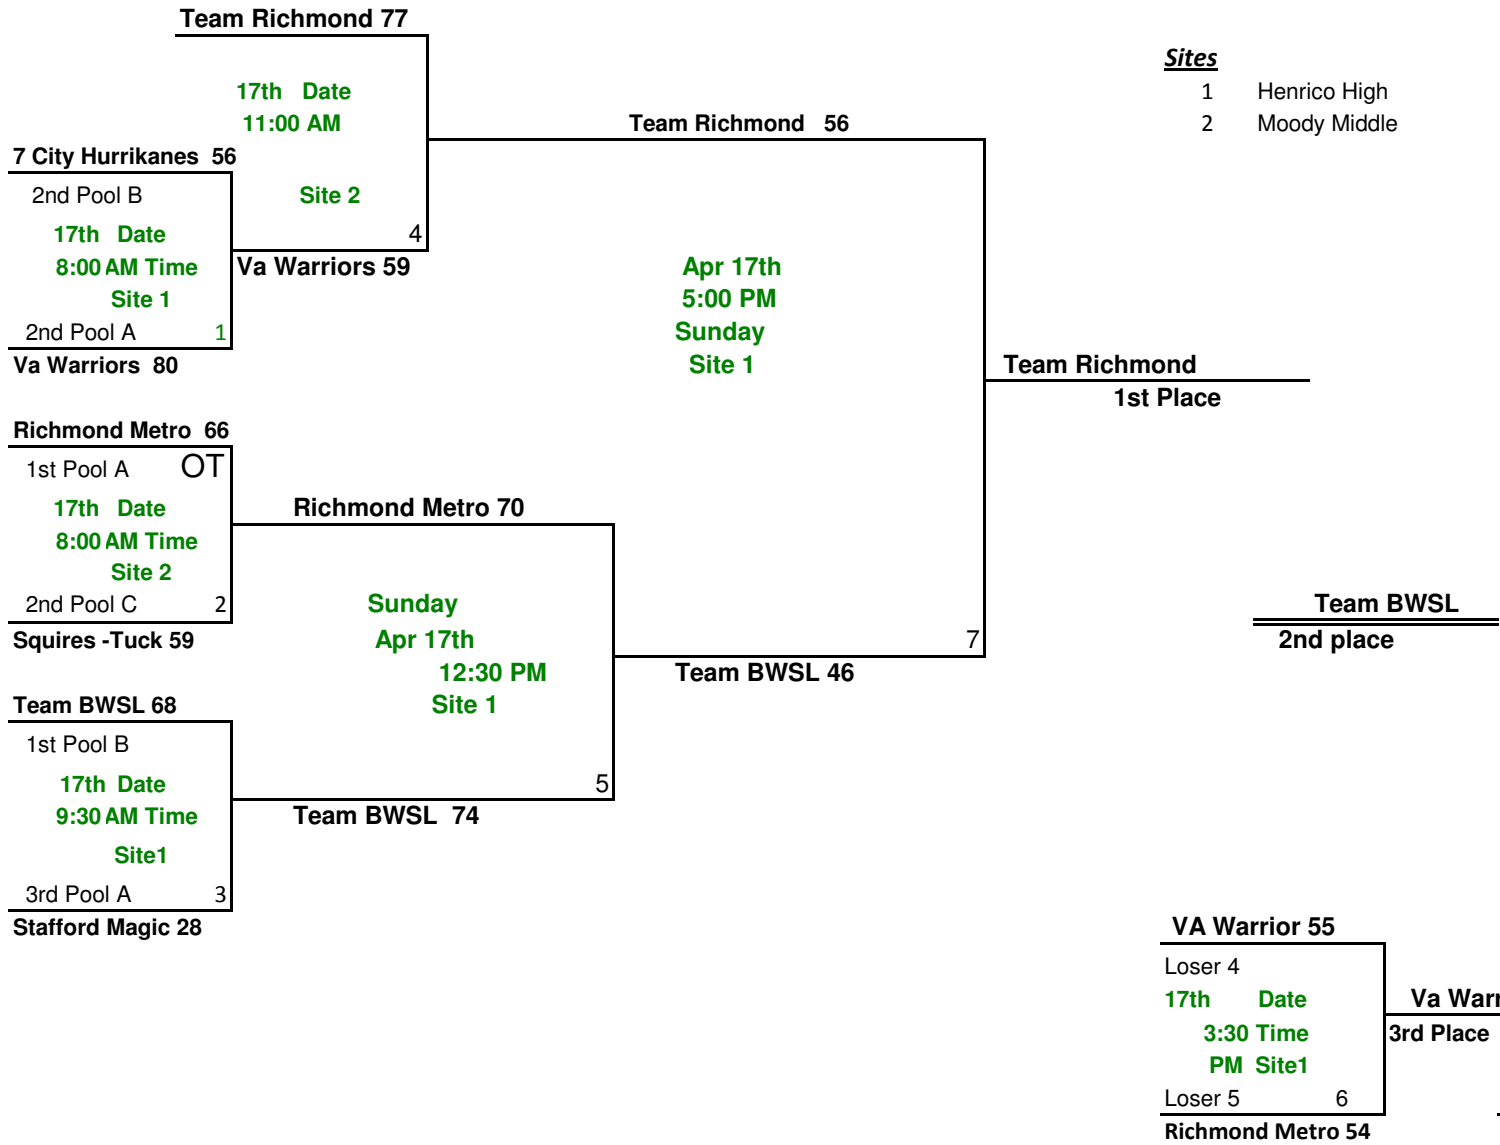 Team Richmond 77
Sites
17th Date
1 Henrico High
11:00 AM
Team Richmond 56
2 Moody Middle
7 City Hurrikanes 56
2nd Pool B
Site 2
17th Date
4
8:00 AM Time
Va Warriors 59
Apr 17th
Site 1
5:00 PM
2nd Pool A 1
Sunday
Va Warriors 80
Site 1
Team Richmond
1st Place
Richmond Metro 66
1st Pool A OT
17th Date
Richmond Metro 70
8:00 AM Time
Site 2
2nd Pool C 2
Sunday
Team BWSL
Squires -Tuck 59
Apr 17th
7
2nd place
12:30 PM
Team BWSL 46
Team BWSL 68
Site 1
1st Pool B
17th Date
5
9:30 AM Time
Team BWSL 74
Site1
3rd Pool A 3
Stafford Magic 28
VA Warrior 55
Loser 4
17th Date
Va Warr
3:30 Time
3rd Place
PM Site1
Loser 5 6
Richmond Metro 54